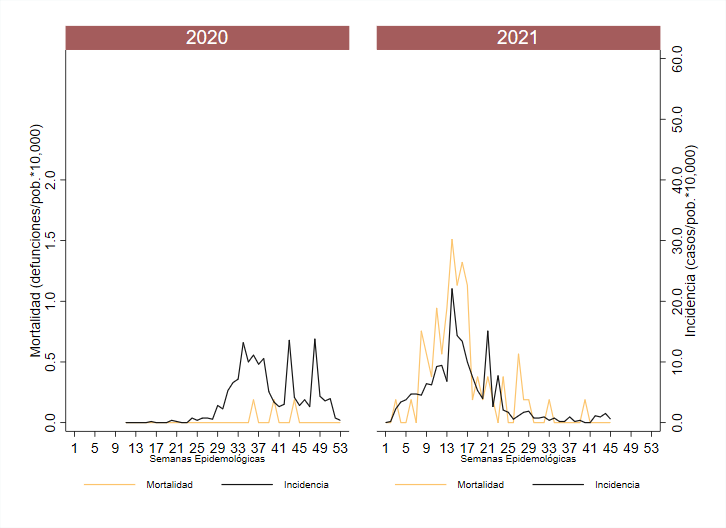 2020 2021
Mortalidad (defunciones/pob.*10,000)
0.0 0.5 1.0 1.5 2.0
Incidencia (casos/pob.*10,000)
0.0 10.0 20.0 30.0 40.0 50.0 60.0
1 5 9 13 17 21 25 29 33 37 41 45 49 53 1 5 9 13 17 21 25 29 33 37 41 45 49 53
Semanas Epidemológicas Semanas Epidemológicas
Mortalidad Incidencia Mortalidad Incidencia